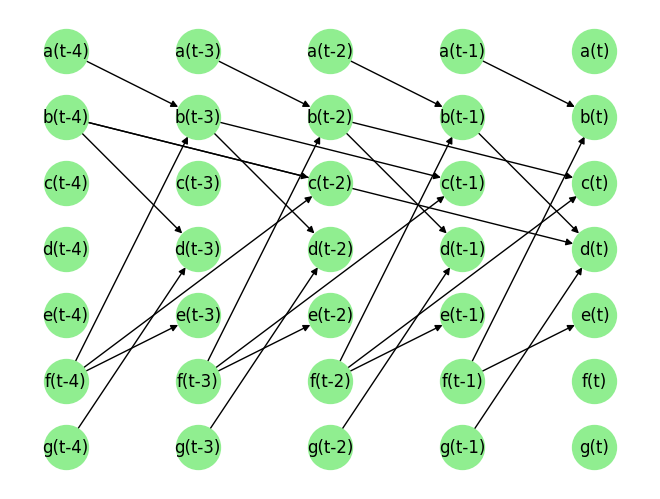 a(t-4) a(t-3) a(t-2) a(t-1) a(t)
b(t-4) b(t-3) b(t-2) b(t-1) b(t)
c(t-4) c(t-3) c(t-2) c(t-1) c(t)
d(t-4) d(t-3) d(t-2) d(t-1) d(t)
e(t-4) e(t-3) e(t-2) e(t-1) e(t)
f(t-4) f(t-3) f(t-2) f(t-1) f(t)
g(t-4) g(t-3) g(t-2) g(t-1) g(t)